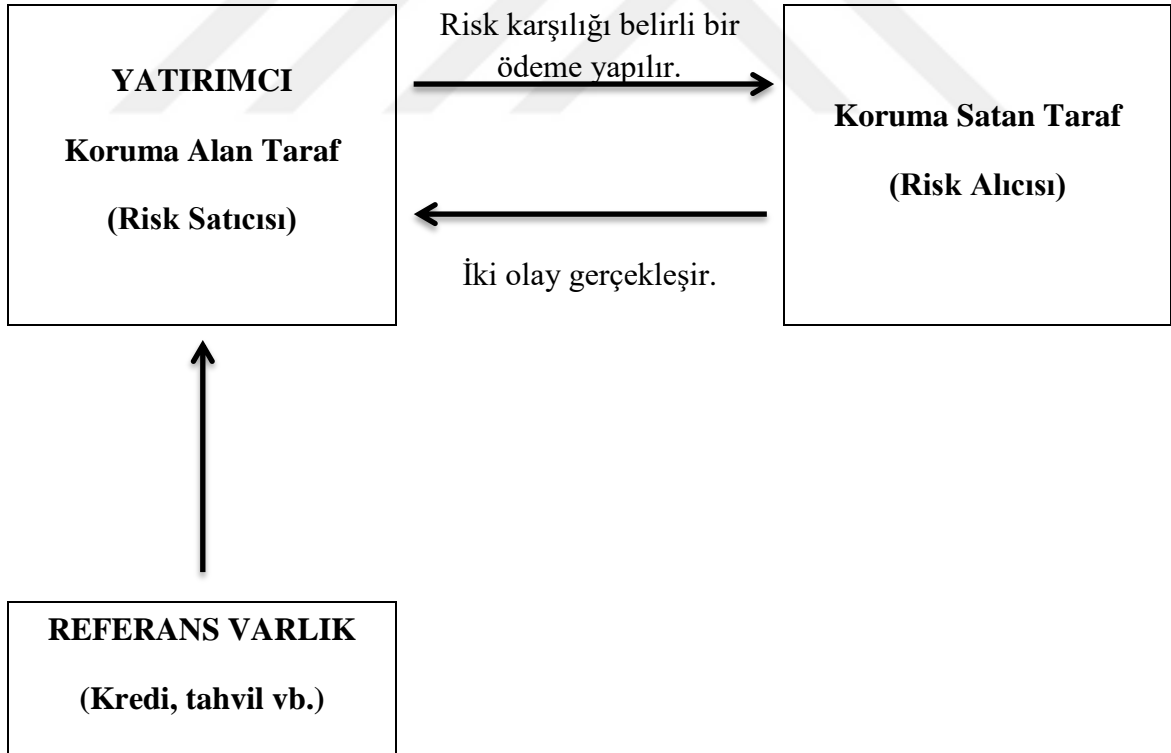 Risk karşılığı belirli bir
ödeme yapılır.
YATIRIMCI
Koruma Alan Taraf
(Risk Satıcısı)
Koruma Satan Taraf
(Risk Alıcısı)
İki olay gerçekleşir.
REFERANS VARLIK
(Kredi, tahvil vb.)